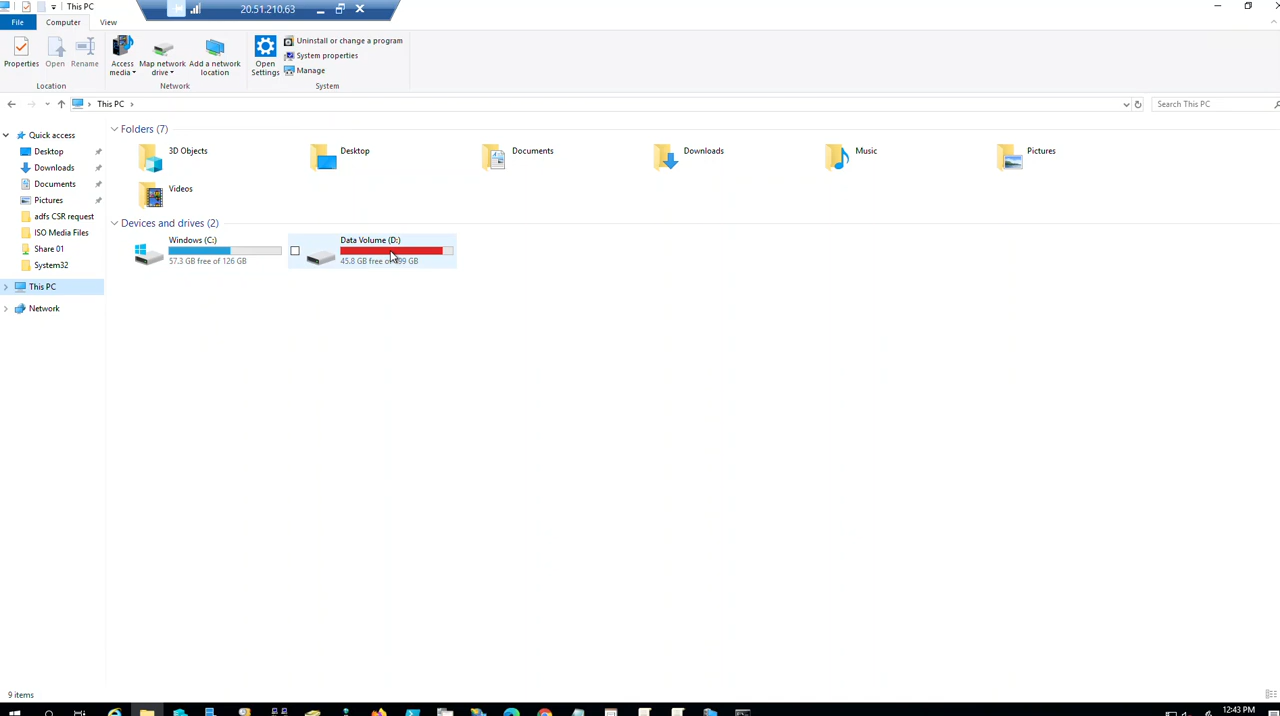 This PC
20.51.210.63
File
Computer
View
Properties
Open
Rename
Access media
Map network drive
Add a network location
Open Settings
Uninstall or change a program
System properties
Manage
Location
Network
System
This PC
Search This PC
Quick access
Desktop
Downloads
Documents
Pictures
adfs CSR request
ISO Media Files
Share 01
System32
This PC
Network
Folders (7)
3D Objects
Desktop
Documents
Downloads
Music
Pictures
Videos
Devices and drives (2)
Windows (C:)
57.3 GB free of 126 GB
Data Volume (D:)
45.8 GB free GB
9 items
12:43 PM